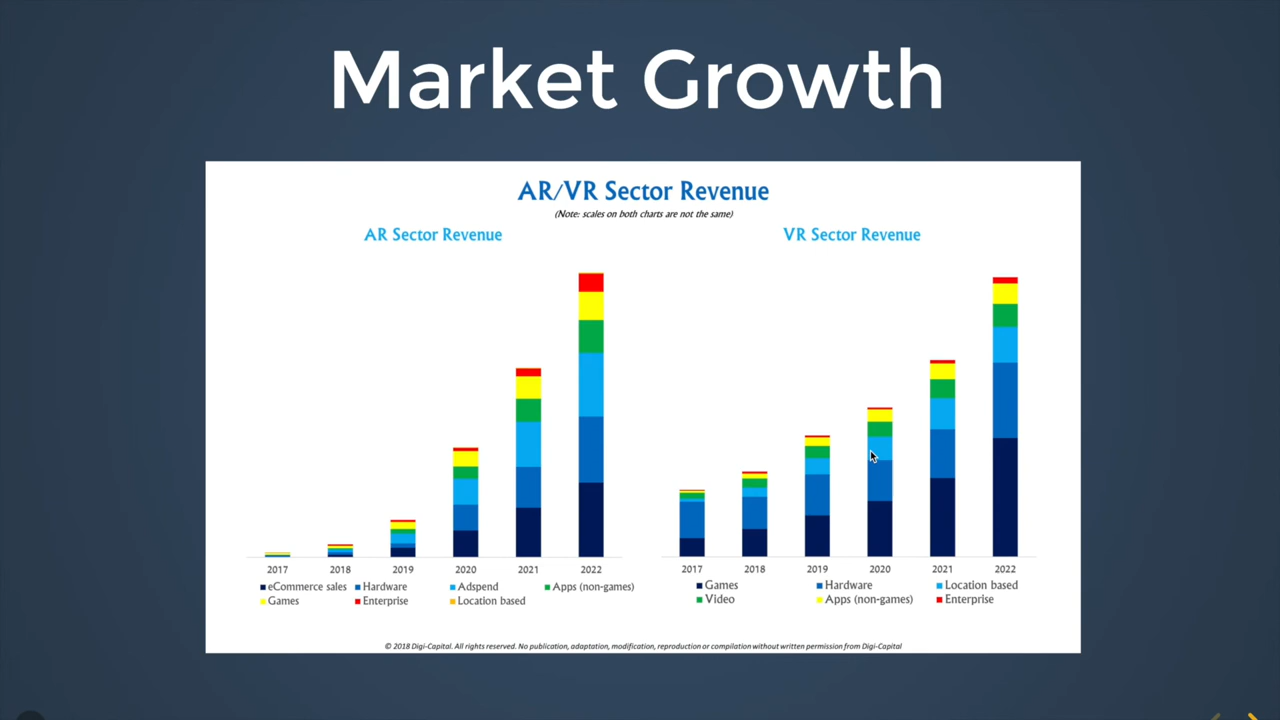 Market Growth
AR/VR Sector Revenue
(Note: scales on both charts are not the same)
AR Sector Revenue
2017 2018 2019 2020 2021 2022
eCommerce sales Hardware Adspend Apps (non-games)
Games Enterprise Location based
VR Sector Revenue
2017 2018 2019 2020 2021 2022
Games Hardware Location based
Video Apps (non-games) Enterprise
© 2018 Digi-Capital. All rights reserved. No publication, adaptation, modification, reproduction or compilation without written permission from Digi-Capital